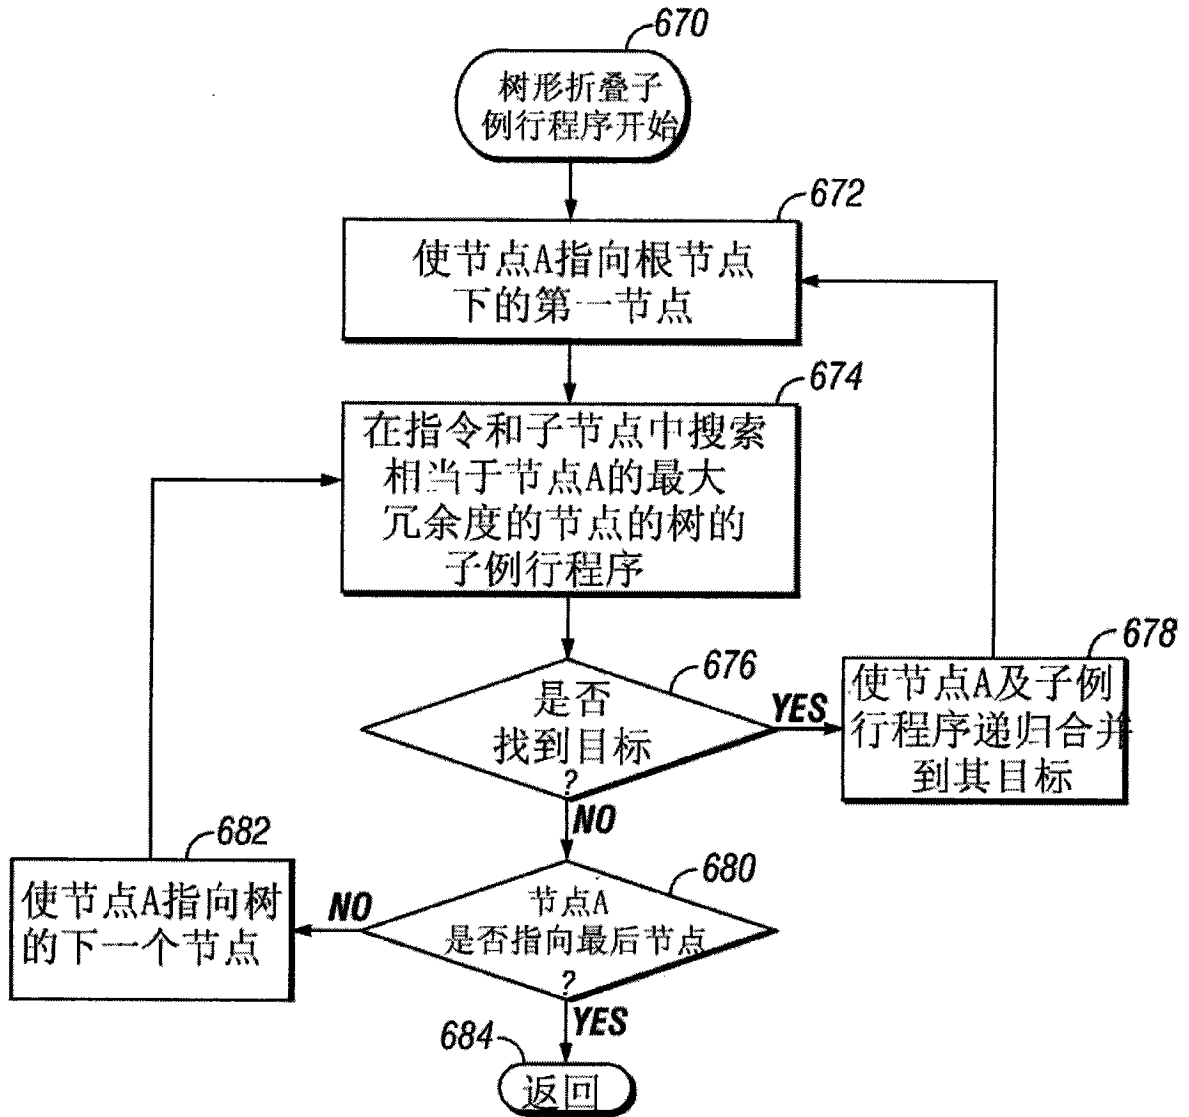 670
树形折叠子
例行程序开始
672
使节点A指向根节点
下的第一节点
674
在指令和子节点中搜索
相当于节点A的最大
冗余度的节点的树的
子例行程序
676
是否
找到目标
?
YES
678
使节点A及子例
行程序递归合并
到其目标
NO
682
使节点A指向树
的下一个节点
NO
680
节点A
是否指向最后节点
?
YES
684
返回